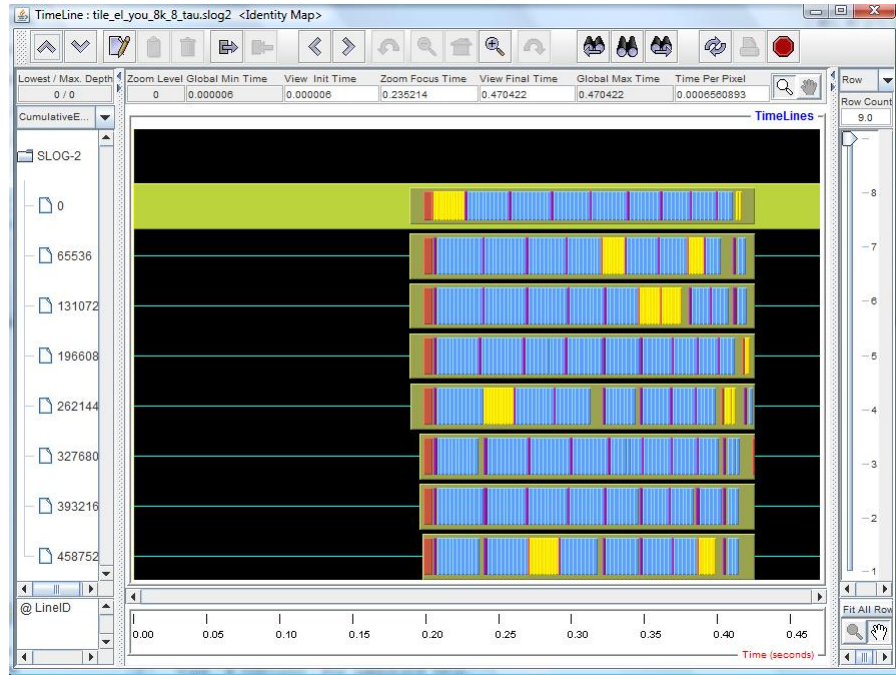 TimeLine : tile_el_you_8k_8_tau.slog2 <Identity Map>
Lowest / Max. Depth
0 / 0
Zoom Level
0
Global Min Time
0.000006
View Init Time
0.000006
Zoom Focus Time
0.235214
View Final Time
0.470422
Global Max Time
0.470422
Time Per Pixel
0.0006560893
Row
Row Count
9.0
CumulativeE...
TimeLines
SLOG-2
0
65536
131072
196608
262144
327680
393216
458752
8
7
6
5
4
3
2
1
@ LineID
0.00 0.05 0.10 0.15 0.20 0.25 0.30 0.35 0.40 0.45
Time (seconds)
Fit All Row